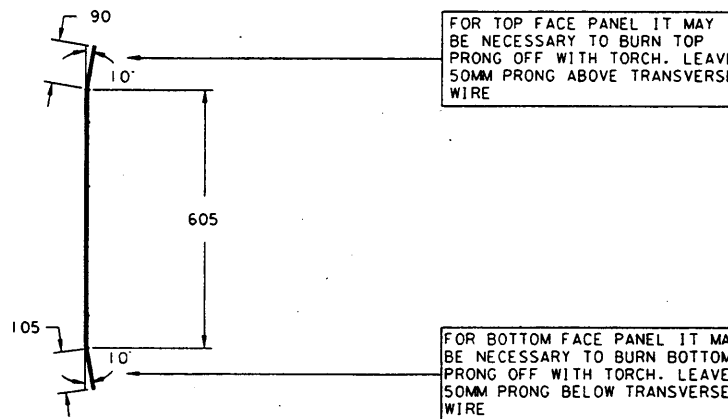 90
FOR TOP FACE PANEL IT MAY
BE NECESSARY TO BURN TOP
PRONG OFF WITH TORCH. LEAVE
50MM PRONG ABOVE TRANSVERSE
WIRE
10°
605
105
10°
FOR BOTTOM FACE PANEL IT MA
BE NECESSARY TO BURN BOTTOM
PRONG OFF WITH TORCH. LEAVE
50MM PRONG BELOW TRANSVERSE
WIRE